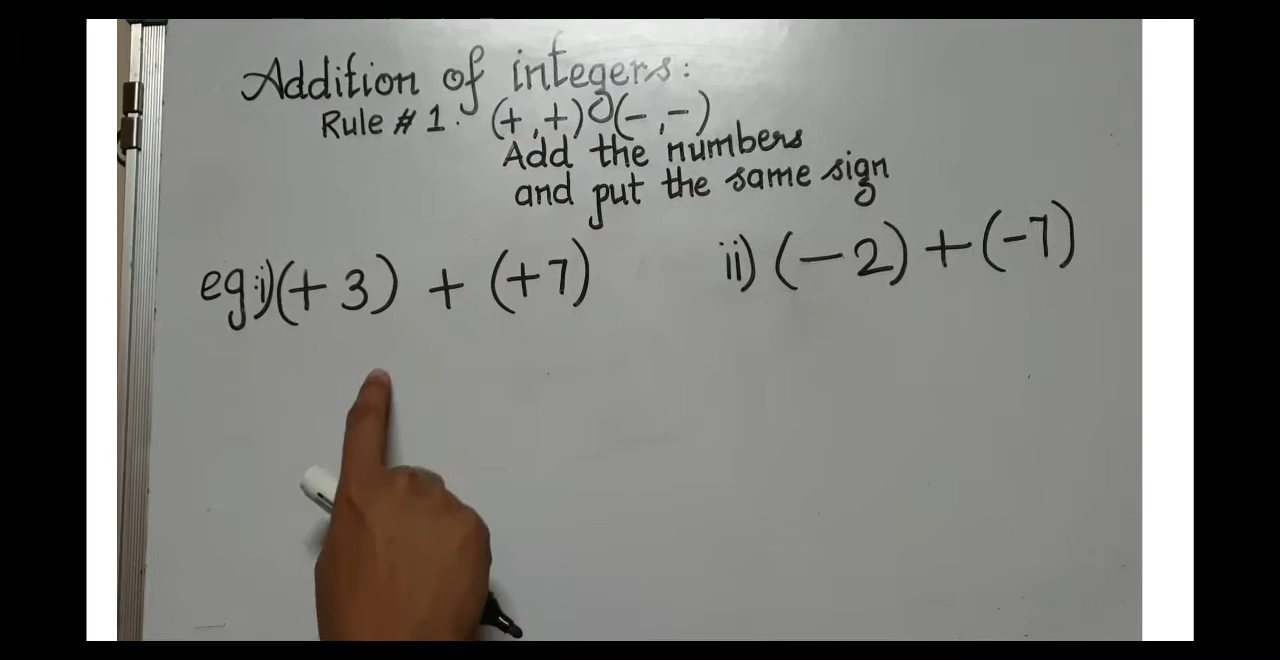 Addition of integers:
Rule # 1. (+,+) (-,-)
Add the numbers
and put the same sign
eg:i) (+3) + (+7)
ii) (-2) + (-7)